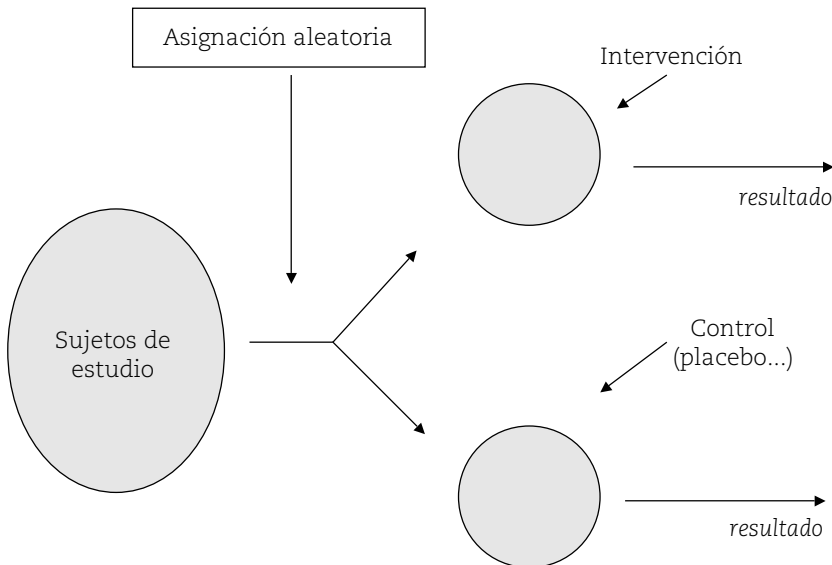 Asignación aleatoria
Intervención
resultado
Sujetos de
estudio
Control
(placebo...)
resultado